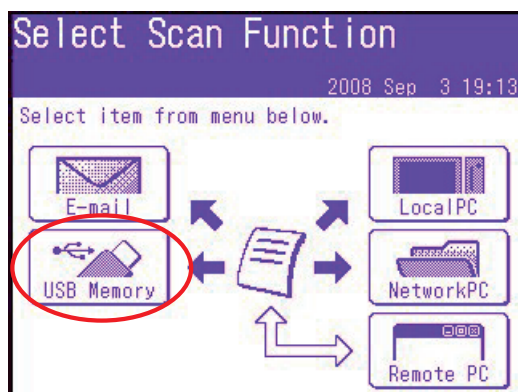 Select Scan Function
2008 Sep 3 19:13
Select item from menu below.
E-mail
LocalPC
USB Memory
NetworkPC
Remote PC